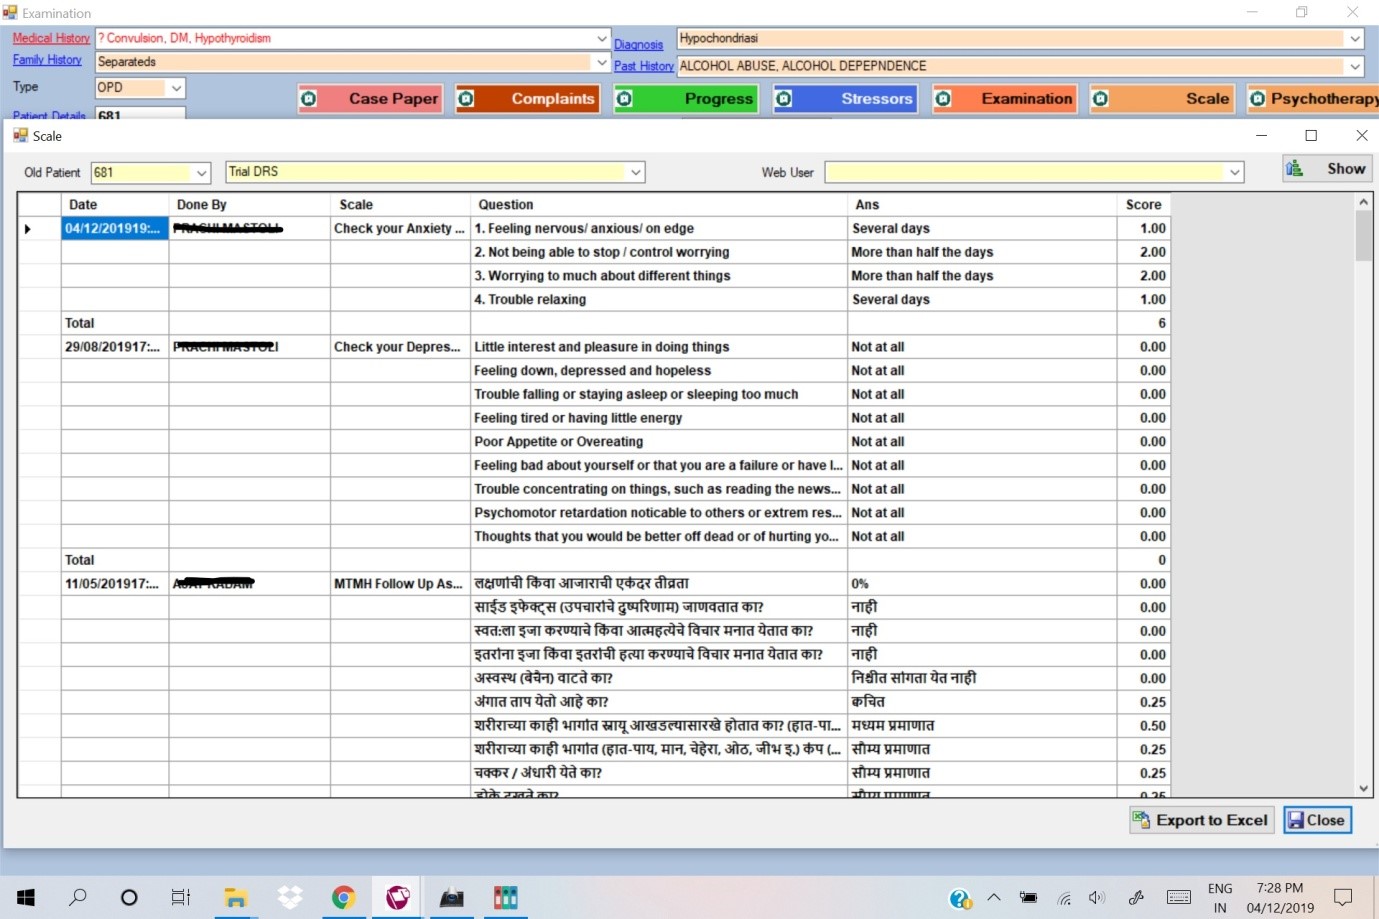 Examination
Medical History ? Convulsion, DM, Hypothyroidism Diagnosis Hypochondriasi
Family History Separateds Past History ALCOHOL ABUSE, ALCOHOL DEPEPNDENCE
Type OPD Case Paper Complaints Progress Stressors Examination Scale Psychotherapy
Patient Details 681
Scale
Old Patient 681 Trial DRS Web User Show
Date Done By Scale Question Ans Score
04/12/201919:... Check your Anxiety ... 1. Feeling nervous/ anxious/ on edge Several days 1.00
2. Not being able to stop / control worrying More than half the days 2.00
3. Worrying to much about different things More than half the days 2.00
4. Trouble relaxing Several days 1.00
Total 6
29/08/201917:... Check your Depres... Little interest and pleasure in doing things Not at all 0.00
Feeling down, depressed and hopeless Not at all 0.00
Trouble falling or staying asleep or sleeping too much Not at all 0.00
Feeling tired or having little energy Not at all 0.00
Poor Appetite or Overeating Not at all 0.00
Feeling bad about yourself or that you are a failure or have l... Not at all 0.00
Trouble concentrating on things, such as reading the news... Not at all 0.00
Psychomotor retardation noticable to others or extrem res... Not at all 0.00
Thoughts that you would be better off dead or of hurting yo... Not at all 0.00
Total 0
11/05/201917:... MTMH Follow Up As... लक्षणांची किंवा आजाराची एकंदर तीव्रता 0% 0.00
साईड इफेक्ट्स (उपचारांचे दुष्परिणाम) जाणवतात का? नाही 0.00
स्वत:ला इजा करण्याचे किंवा आत्महत्येचे विचार मनात येतात का? नाही 0.00
इतरांना इजा किंवा इतरांची हत्या करण्याचे विचार मनात येतात का? नाही 0.00
अस्वस्थ (बेचैन) वाटते का? निश्चीत सांगता येत नाही 0.00
अंगात ताप येतो आहे का? क्वचित 0.25
शरीराच्या काही भागांत स्नायू आखडल्यासारखे होतात का? (हात-पा... मध्यम प्रमाणात 0.50
शरीराच्या काही भागांत (हात-पाय, मान, चेहेरा, ओठ, जीभ इ.) कंप (... सौम्य प्रमाणात 0.25
चक्कर / अंधारी येते का? सौम्य प्रमाणात 0.25
Export to Excel Close
ENG 7:28 PM
IN 04/12/2019